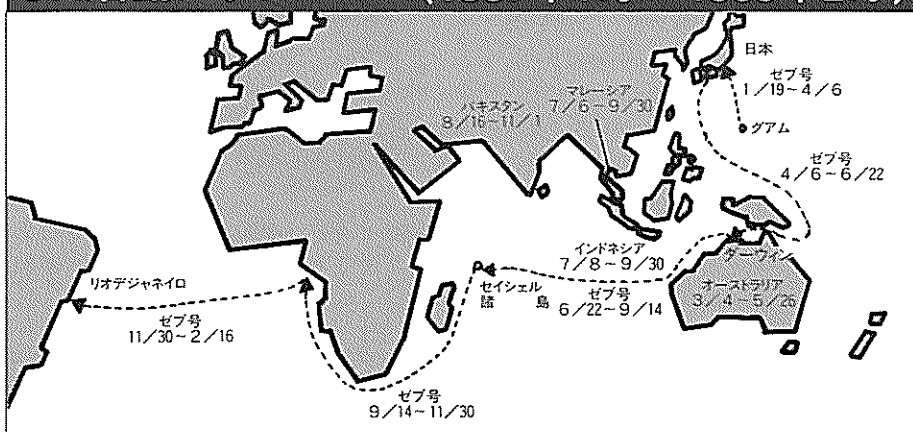 日本
ゼブ号
1/19~4/6
グアム
マレーシア
7/6~9/30
パキスタン
8/16~11/1
ゼブ号
4/6~6/22
インドネシア
7/8~9/30
ダーウィン
オーストラリア
3/4~5/26
セイシェル
諸島
ゼブ号
6/22~9/14
リオデジャネイロ
ゼブ号
11/30~2/16
ゼブ号
9/14~11/30